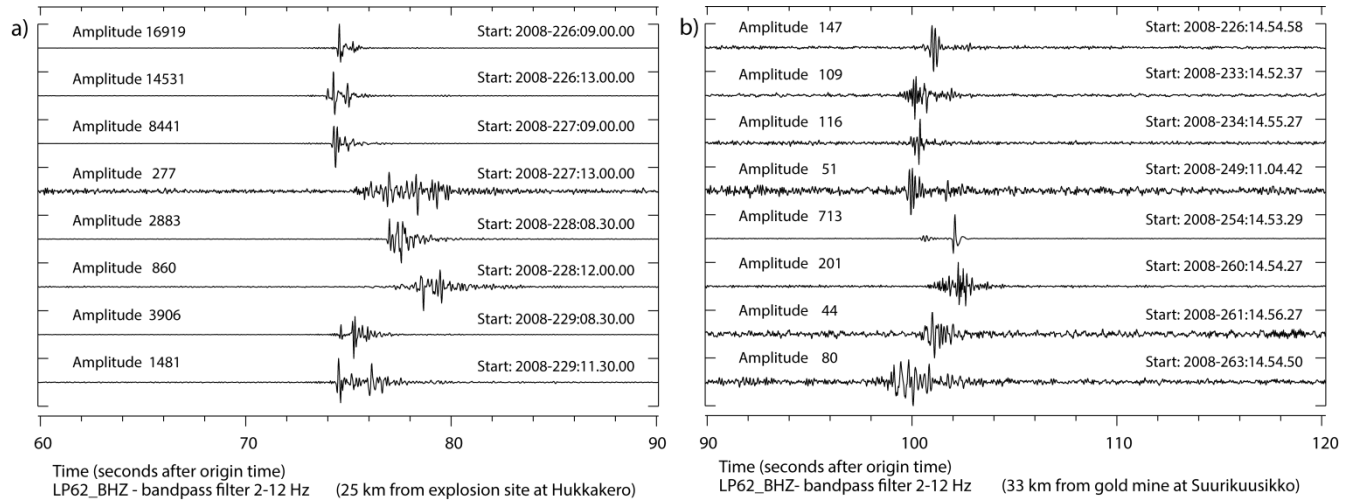 a)
Amplitude 16919 Start: 2008-226:09.00.00
Amplitude 14531 Start: 2008-226:13.00.00
Amplitude 8441 Start: 2008-227:09.00.00
Amplitude 277 Start: 2008-227:13.00.00
Amplitude 2883 Start: 2008-228:08.30.00
Amplitude 860 Start: 2008-228:12.00.00
Amplitude 3906 Start: 2008-229:08.30.00
Amplitude 1481 Start: 2008-229:11.30.00
60 70 80 90
Time (seconds after origin time)
LP62_BHZ - bandpass filter 2-12 Hz (25 km from explosion site at Hukkakero)
b)
Amplitude 147 Start: 2008-226:14.54.58
Amplitude 109 Start: 2008-233:14.52.37
Amplitude 116 Start: 2008-234:14.55.27
Amplitude 51 Start: 2008-249:11.04.42
Amplitude 713 Start: 2008-254:14.53.29
Amplitude 201 Start: 2008-260:14.54.27
Amplitude 44 Start: 2008-261:14.56.27
Amplitude 80 Start: 2008-263:14.54.50
90 100 110 120
Time (seconds after origin time)
LP62_BHZ- bandpass filter 2-12 Hz (33 km from gold mine at Suurikuusikko)